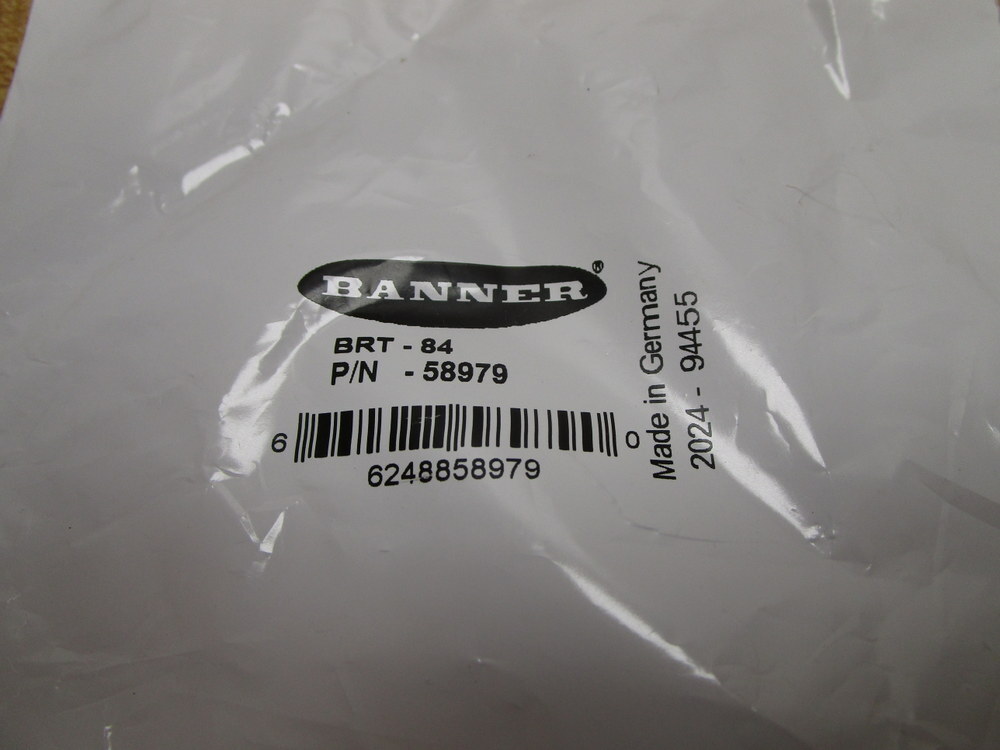 BANNER®
BRT - 84
P/N - 58979
6 6248858979 0
Made in Germany
2024 - 94455